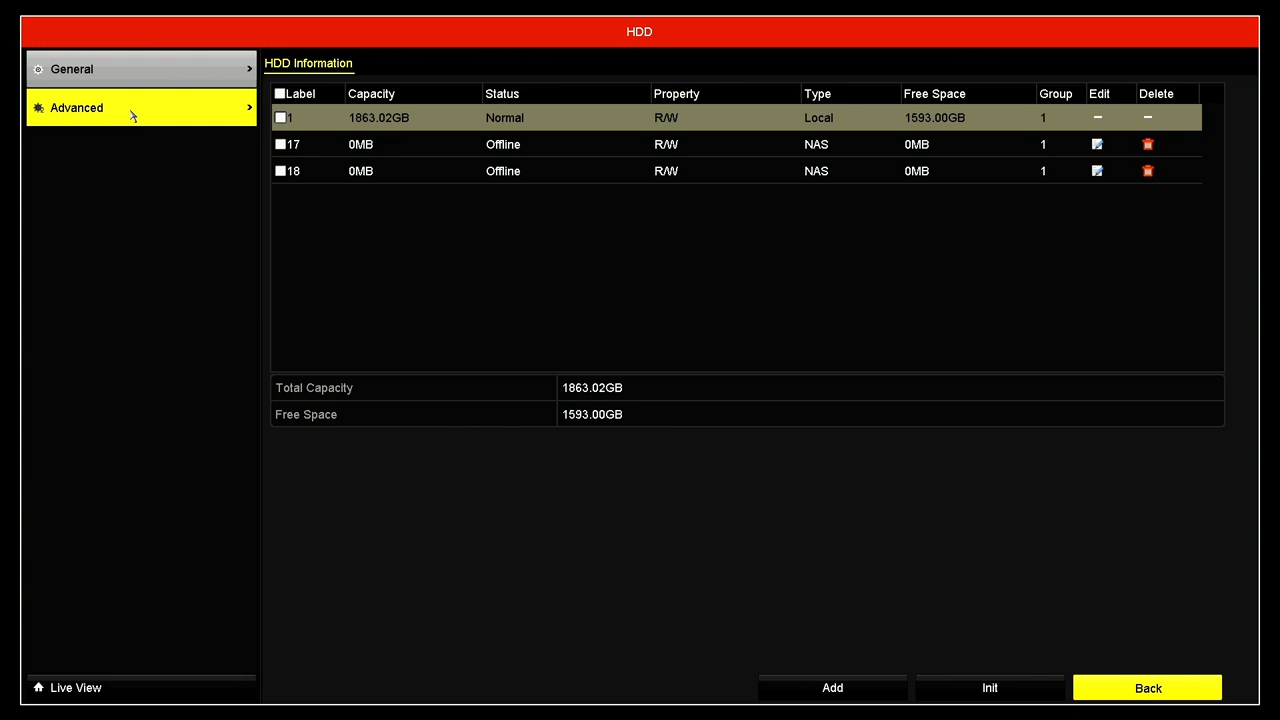 HDD
General >
Advanced >
HDD Information
Label Capacity Status Property Type Free Space Group Edit Delete
1 1863.02GB Normal R/W Local 1593.00GB 1 – –
17 0MB Offline R/W NAS 0MB 1
18 0MB Offline R/W NAS 0MB 1
Total Capacity 1863.02GB
Free Space 1593.00GB
Live View Add Init Back